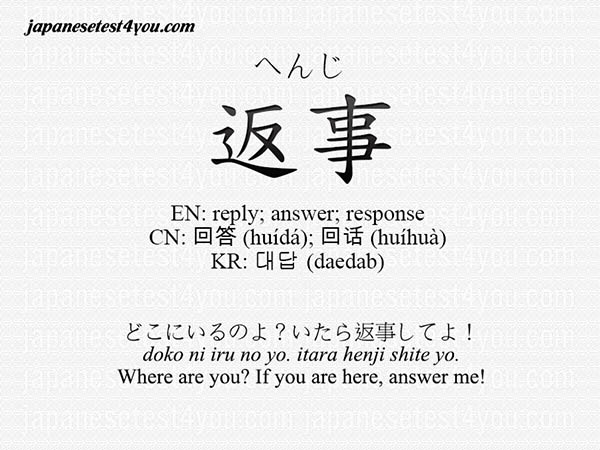 japanesetest4you.com
へんじ
返事
EN: reply; answer; response
CN: 回答 (huídá); 回话 (huíhuà)
KR: 대답 (daedab)
どこにいるのよ？いたら返事してよ！
doko ni iru no yo. itara henji shite yo.
Where are you? If you are here, answer me!